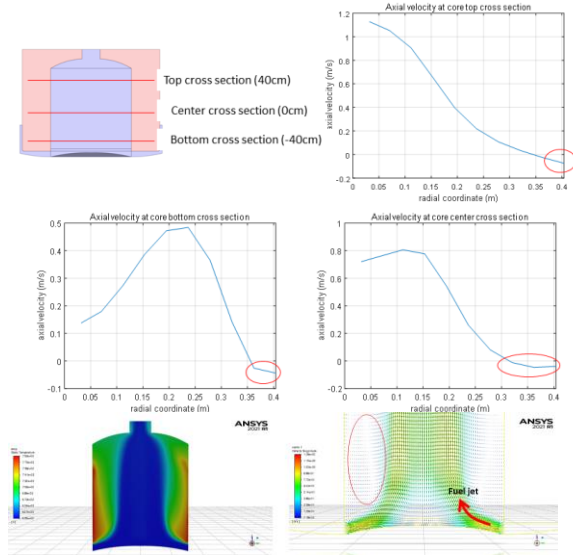 Top cross section (40cm)
Center cross section (0cm)
Bottom cross section (-40cm)
Axial velocity at core top cross section
1.2
1
0.8
0.6
0.4
0.2
0
-0.2
0 0.05 0.1 0.15 0.2 0.25 0.3 0.35 0.4
radial coordinate (m)
axial velocity (m/s)
Axial velocity at core bottom cross section
0.5
0.4
0.3
0.2
0.1
0
-0.1
0 0.05 0.1 0.15 0.2 0.25 0.3 0.35 0.4
radial coordinate (m)
axial velocity (m/s)
Axial velocity at core center cross section
1
0.8
0.6
0.4
0.2
0
-0.2
0 0.05 0.1 0.15 0.2 0.25 0.3 0.35 0.4
radial coordinate (m)
axial velocity (m/s)
ANSYS
2021 R1
ANSYS
2021 R1
Fuel jet